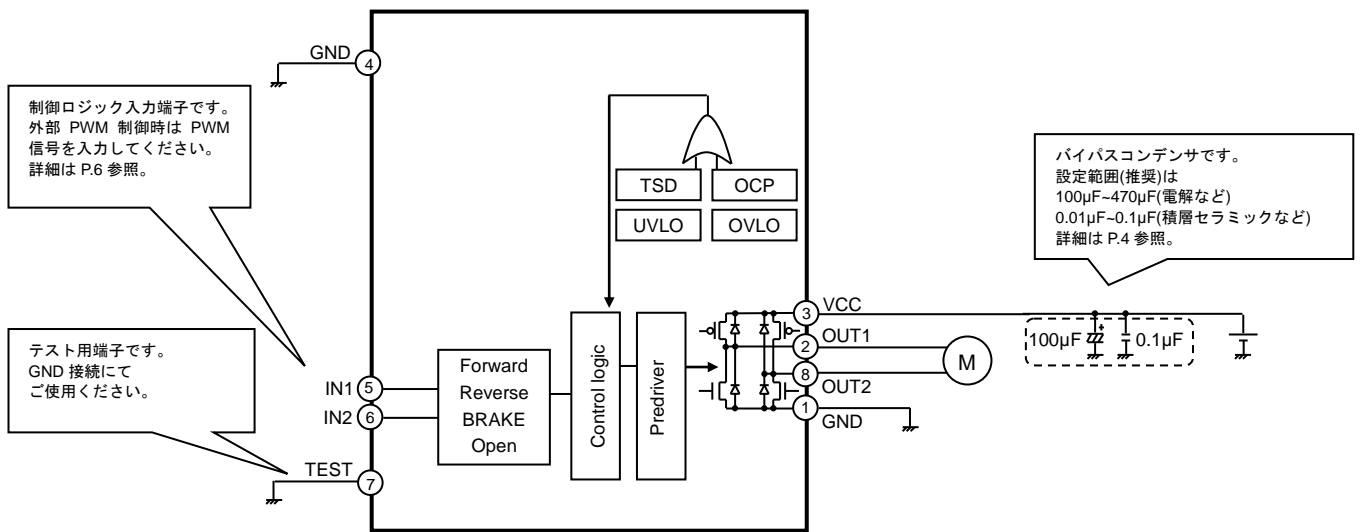 GND
4
制御ロジック入力端子です。
外部 PWM 制御時は PWM
信号を入力してください。
詳細は P.6 参照。
TSD
OCP
UVLO
OVLO
バイパスコンデンサです。
設定範囲(推奨)は
100μF~470μF(電解など)
0.01μF~0.1μF(積層セラミックなど)
詳細は P.4 参照。
テスト用端子です。
GND 接続にて
ご使用ください。
IN1
5
IN2
6
TEST
7
Forward
Reverse
BRAKE
Open
Control logic
Predriver
3
VCC
2
OUT1
8
OUT2
1
GND
M
100μF
+
0.1μF